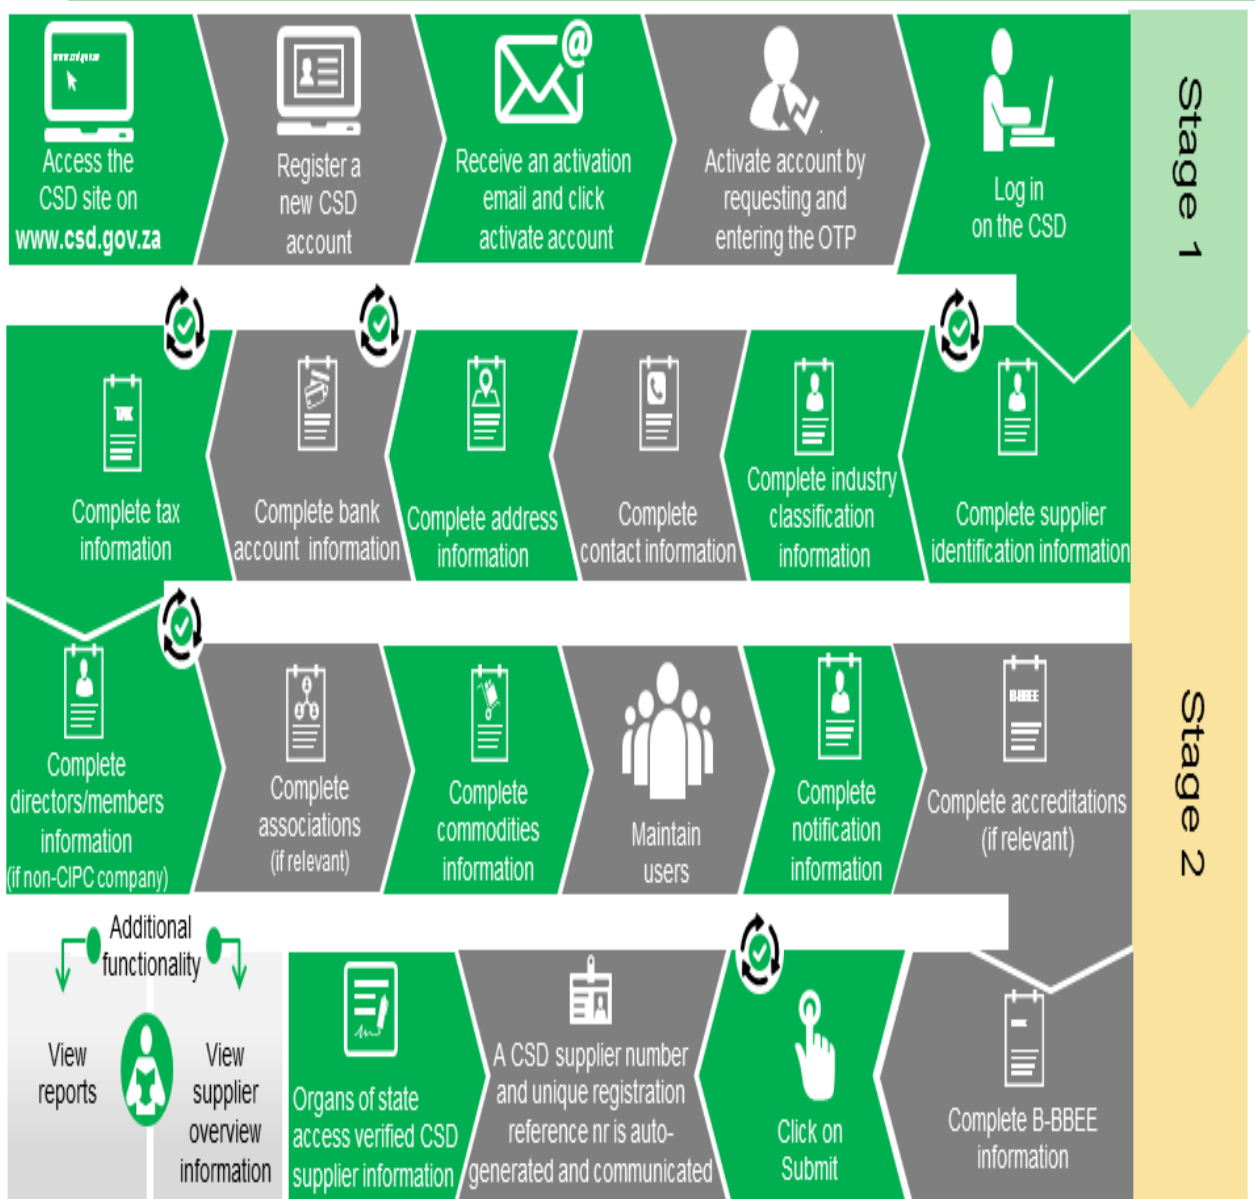 www.csd.gov.za
Access the
CSD site on
www.csd.gov.za
Register a
new CSD
account
@
Receive an activation
email and click
activate account
Activate account by
requesting and
entering the OTP
Log in
on the CSD
Stage 1
Complete supplier
identification information
Complete industry
classification
information
Complete
contact information
Complete address
information
Complete bank
account information
TAX
Complete tax
information
Complete
directors/members
information
(if non-CIPC company)
Complete
associations
(if relevant)
Complete
commodities
information
Maintain
users
Complete
notification
information
B-BBEE
Complete accreditations
(if relevant)
Stage 2
Complete B-BBEE
information
Click on
Submit
A CSD supplier number
and unique registration
reference nr is auto-
generated and communicated
Organs of state
access verified CSD
supplier information
Additional
functionality
View
reports
View
supplier
overview
information